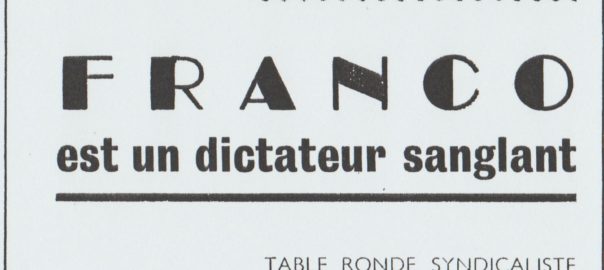 FRANCO
est un dictateur sanglant
TABLE RONDE SYNDICALISTE